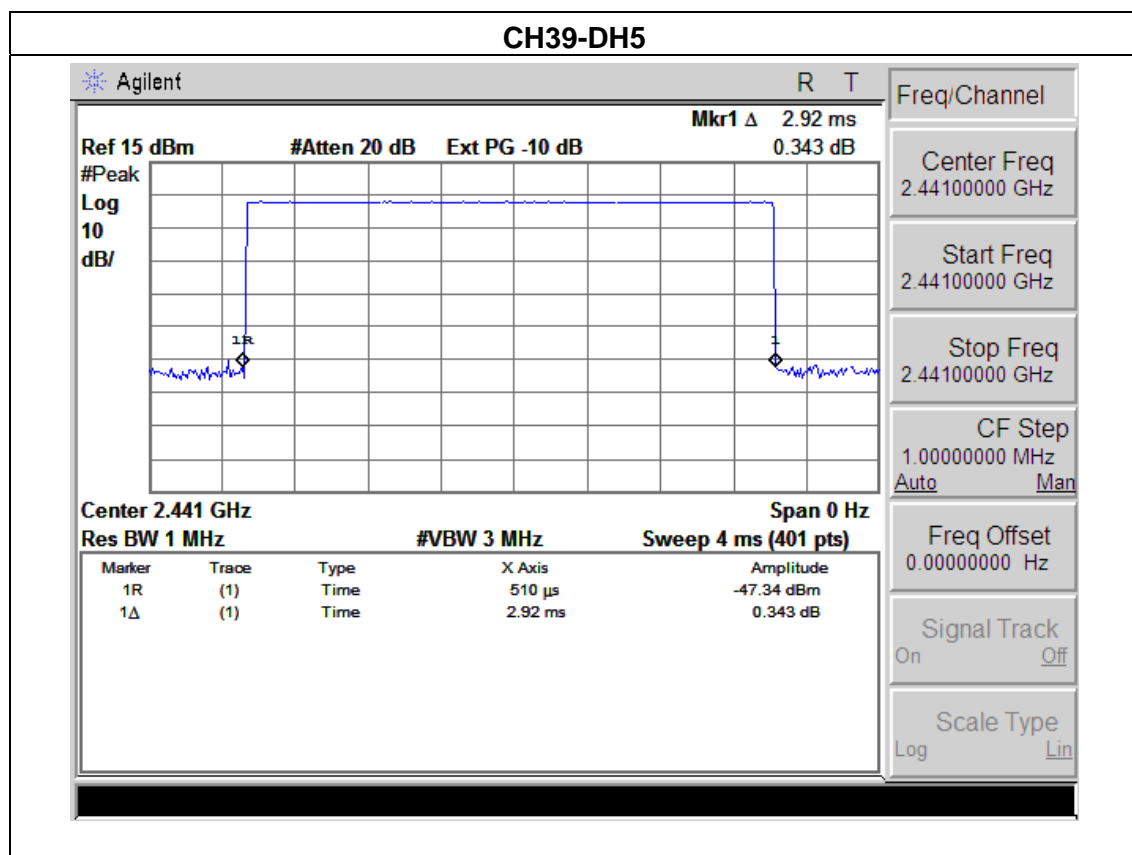 CH39-DH5
Agilent R T
Mkr1 Δ 2.92 ms
Ref 15 dBm #Atten 20 dB Ext PG -10 dB 0.343 dB
#Peak
Log
10
dB/
1R
1
Center 2.441 GHz Span 0 Hz
Res BW 1 MHz #VBW 3 MHz Sweep 4 ms (401 pts)
Marker Trace Type X Axis Amplitude
1R (1) Time 510 µs -47.34 dBm
1Δ (1) Time 2.92 ms 0.343 dB
Freq/Channel
Center Freq
2.44100000 GHz
Start Freq
2.44100000 GHz
Stop Freq
2.44100000 GHz
CF Step
1.00000000 MHz
Auto Man
Freq Offset
0.00000000 Hz
Signal Track
On Off
Scale Type
Log Lin